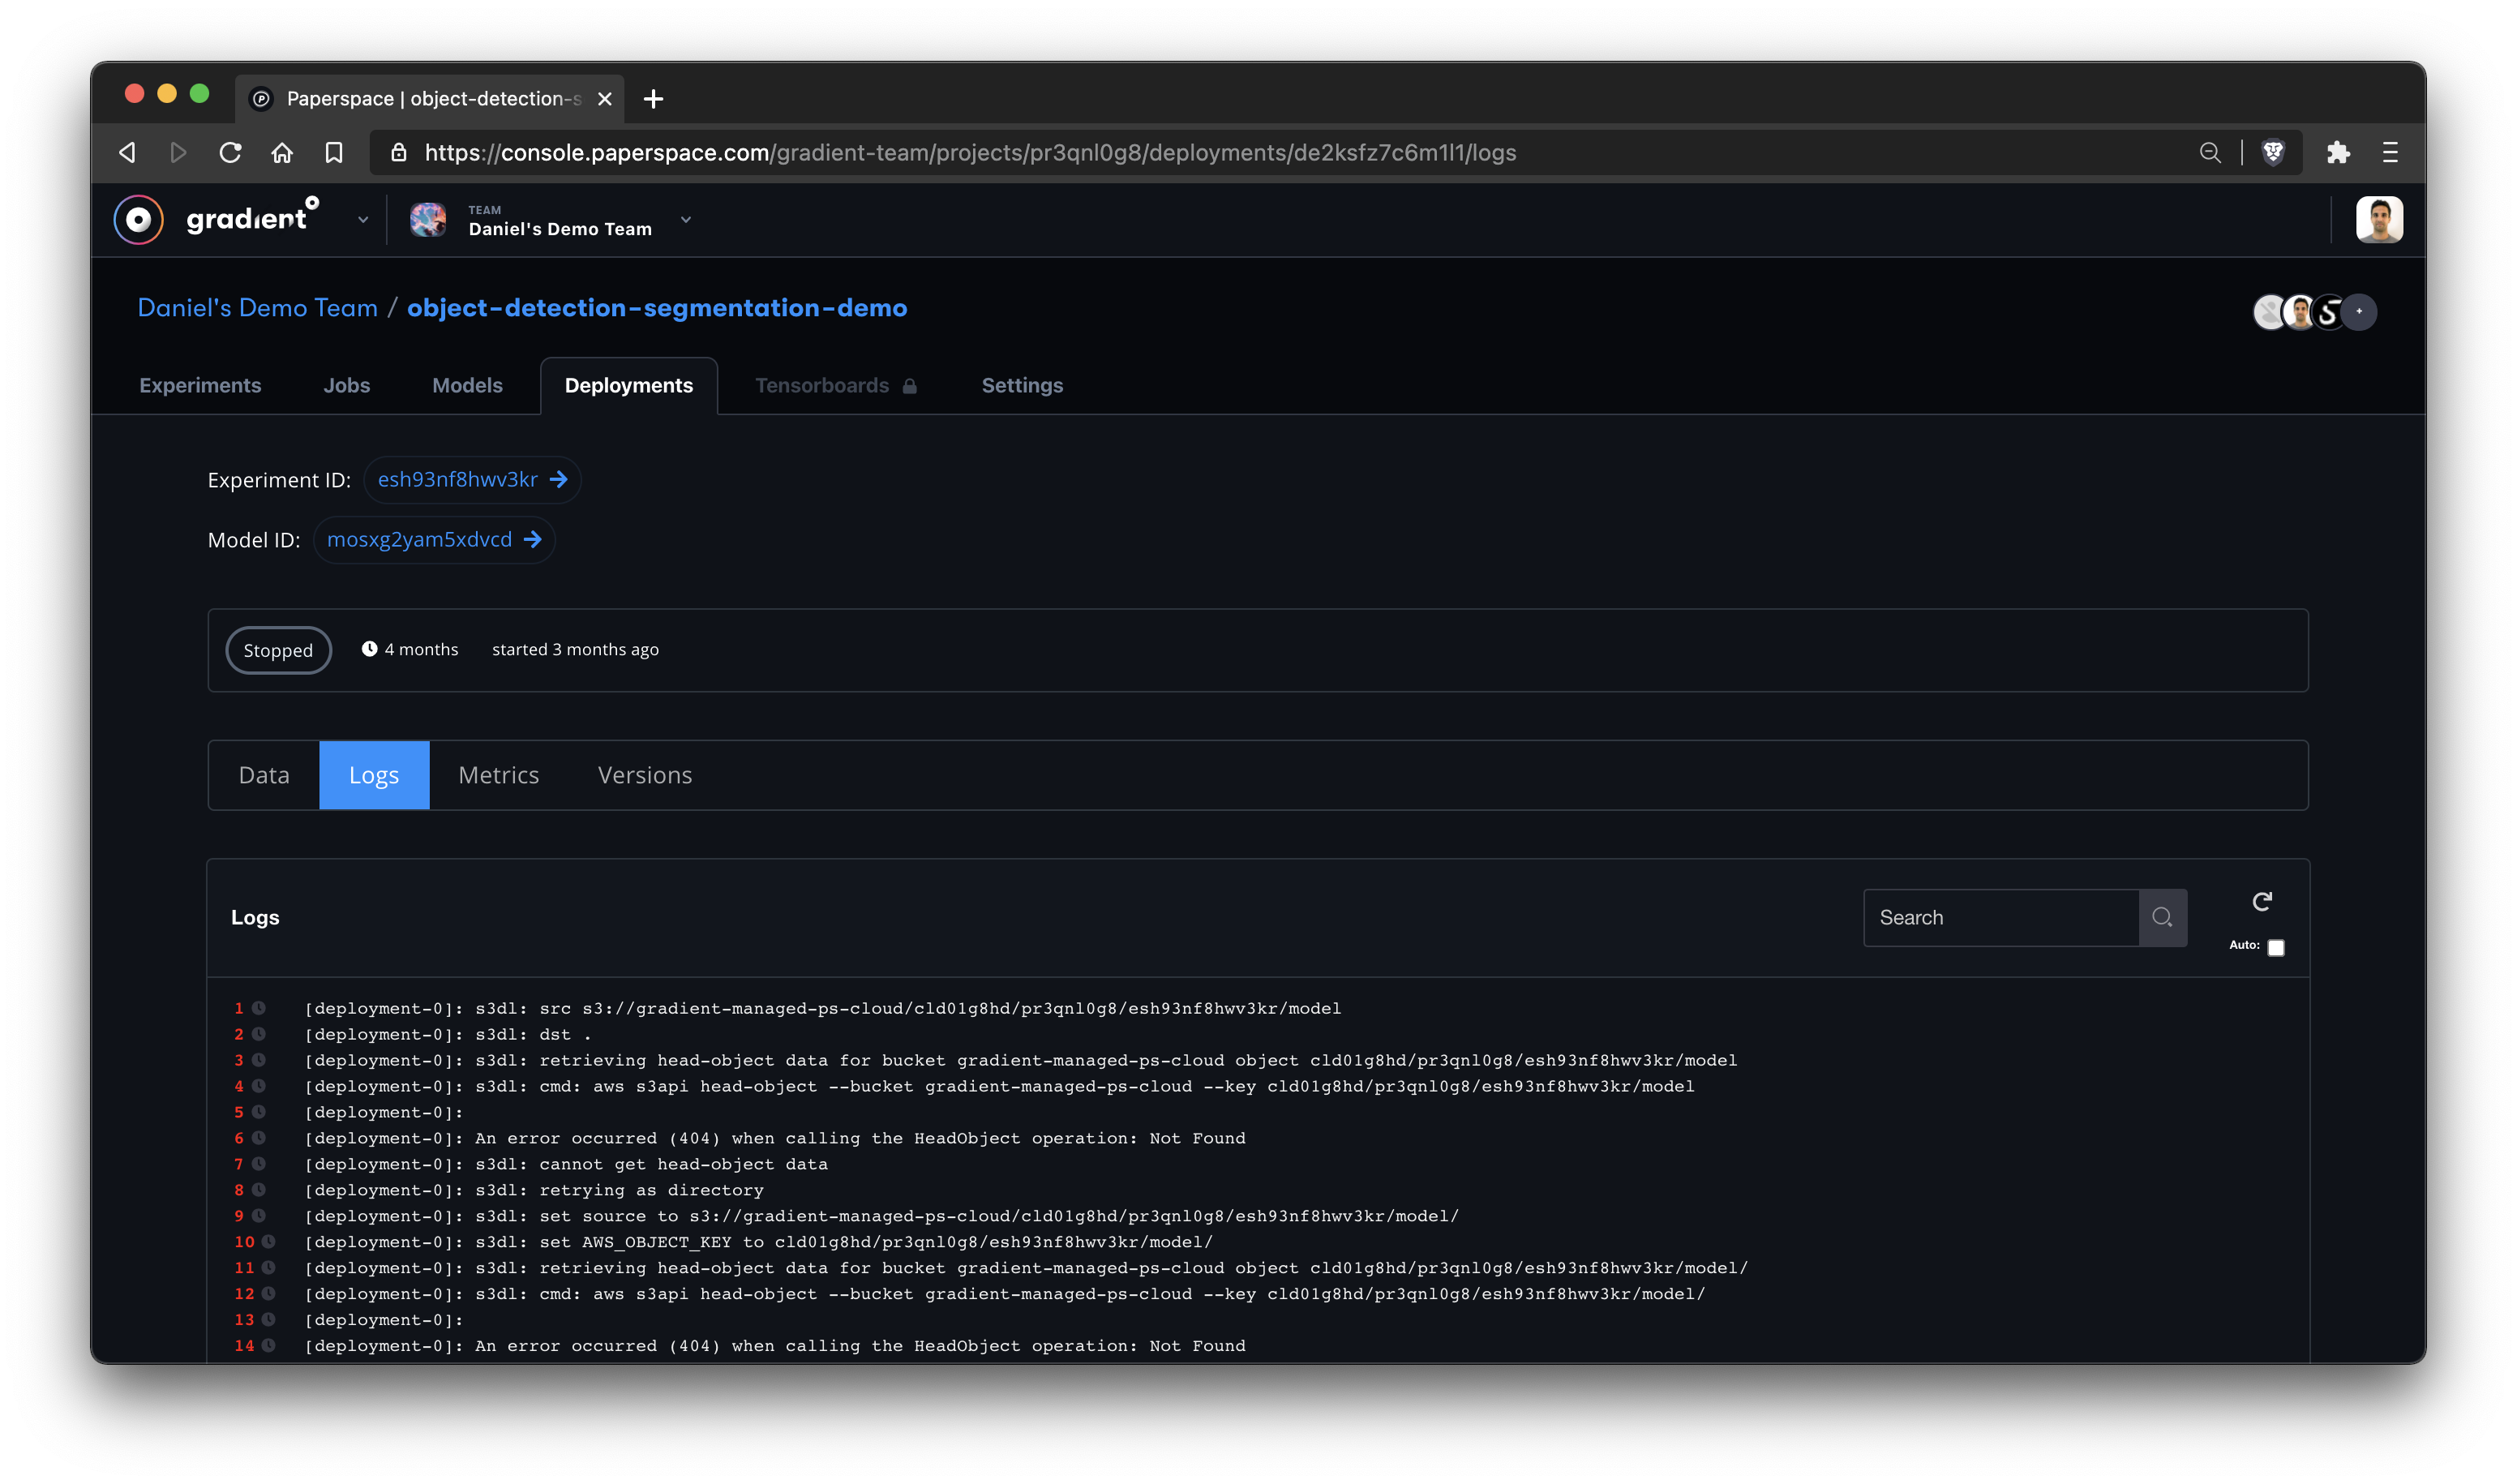 Paperspace | object-detection-s
https://console.paperspace.com/gradient-team/projects/pr3qnl0g8/deployments/de2ksfz7c6m1l1/logs
gradient
TEAM
Daniel's Demo Team
Daniel's Demo Team / object-detection-segmentation-demo
Experiments Jobs Models Deployments Tensorboards Settings
Experiment ID: esh93nf8hwv3kr
Model ID: mosxg2yam5xdvcd
Stopped 4 months started 3 months ago
Data Logs Metrics Versions
Logs
Search
Auto:
1 [deployment-0]: s3dl: src s3://gradient-managed-ps-cloud/cld01g8hd/pr3qnl0g8/esh93nf8hwv3kr/model
2 [deployment-0]: s3dl: dst .
3 [deployment-0]: s3dl: retrieving head-object data for bucket gradient-managed-ps-cloud object cld01g8hd/pr3qnl0g8/esh93nf8hwv3kr/model
4 [deployment-0]: s3dl: cmd: aws s3api head-object --bucket gradient-managed-ps-cloud --key cld01g8hd/pr3qnl0g8/esh93nf8hwv3kr/model
5 [deployment-0]:
6 [deployment-0]: An error occurred (404) when calling the HeadObject operation: Not Found
7 [deployment-0]: s3dl: cannot get head-object data
8 [deployment-0]: s3dl: retrying as directory
9 [deployment-0]: s3dl: set source to s3://gradient-managed-ps-cloud/cld01g8hd/pr3qnl0g8/esh93nf8hwv3kr/model/
10 [deployment-0]: s3dl: set AWS_OBJECT_KEY to cld01g8hd/pr3qnl0g8/esh93nf8hwv3kr/model/
11 [deployment-0]: s3dl: retrieving head-object data for bucket gradient-managed-ps-cloud object cld01g8hd/pr3qnl0g8/esh93nf8hwv3kr/model/
12 [deployment-0]: s3dl: cmd: aws s3api head-object --bucket gradient-managed-ps-cloud --key cld01g8hd/pr3qnl0g8/esh93nf8hwv3kr/model/
13 [deployment-0]:
14 [deployment-0]: An error occurred (404) when calling the HeadObject operation: Not Found